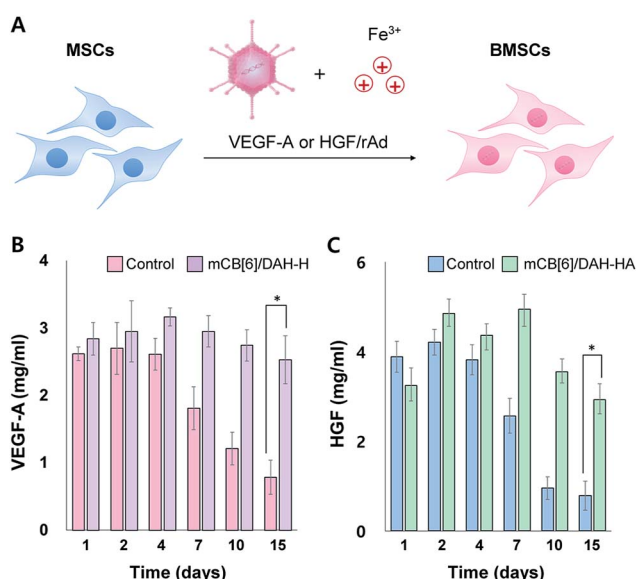 A
MSCs
Fe³⁺
BMSCs
+
VEGF-A or HGF/rAd
B
Control
mCB[6]/DAH-H
VEGF-A (mg/ml)
4
3
2
1
0
*
1 2 4 7 10 15
Time (days)
C
Control
mCB[6]/DAH-HA
HGF (mg/ml)
6
4
2
0
*
1 2 4 7 10 15
Time (days)